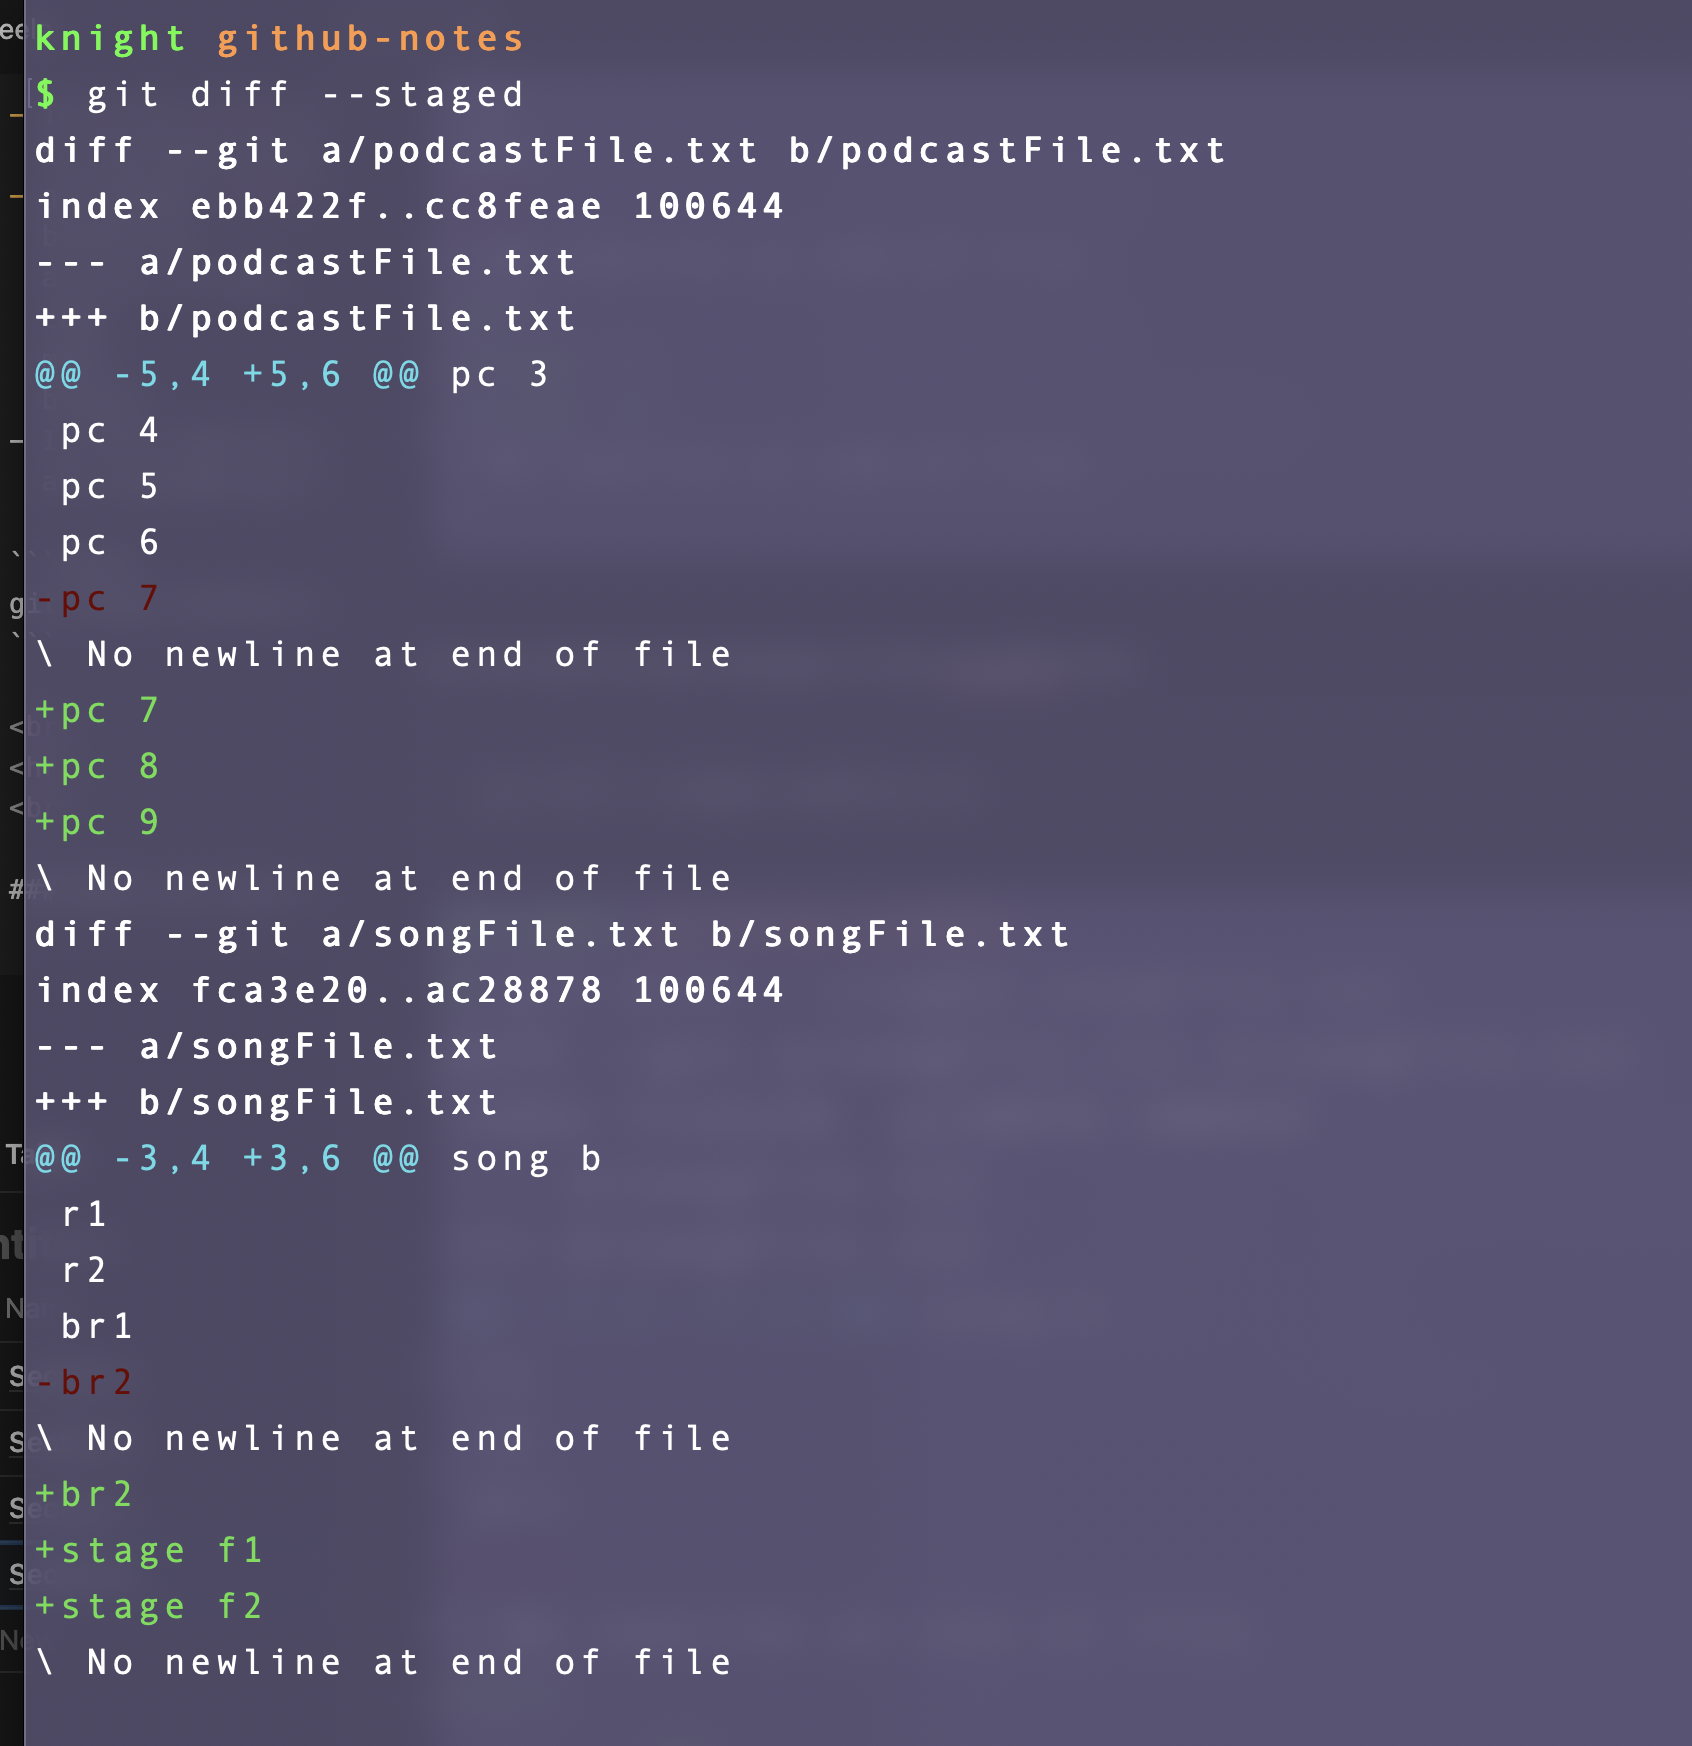 knight github-notes
$ git diff --staged
diff --git a/podcastFile.txt b/podcastFile.txt
index ebb422f..cc8feae 100644
--- a/podcastFile.txt
+++ b/podcastFile.txt
@@ -5,4 +5,6 @@ pc 3
 pc 4
 pc 5
 pc 6
-pc 7
\ No newline at end of file
+pc 7
+pc 8
+pc 9
\ No newline at end of file
diff --git a/songFile.txt b/songFile.txt
index fca3e20..ac28878 100644
--- a/songFile.txt
+++ b/songFile.txt
@@ -3,4 +3,6 @@ song b
 r1
 r2
 br1
-br2
\ No newline at end of file
+br2
+stage f1
+stage f2
\ No newline at end of file